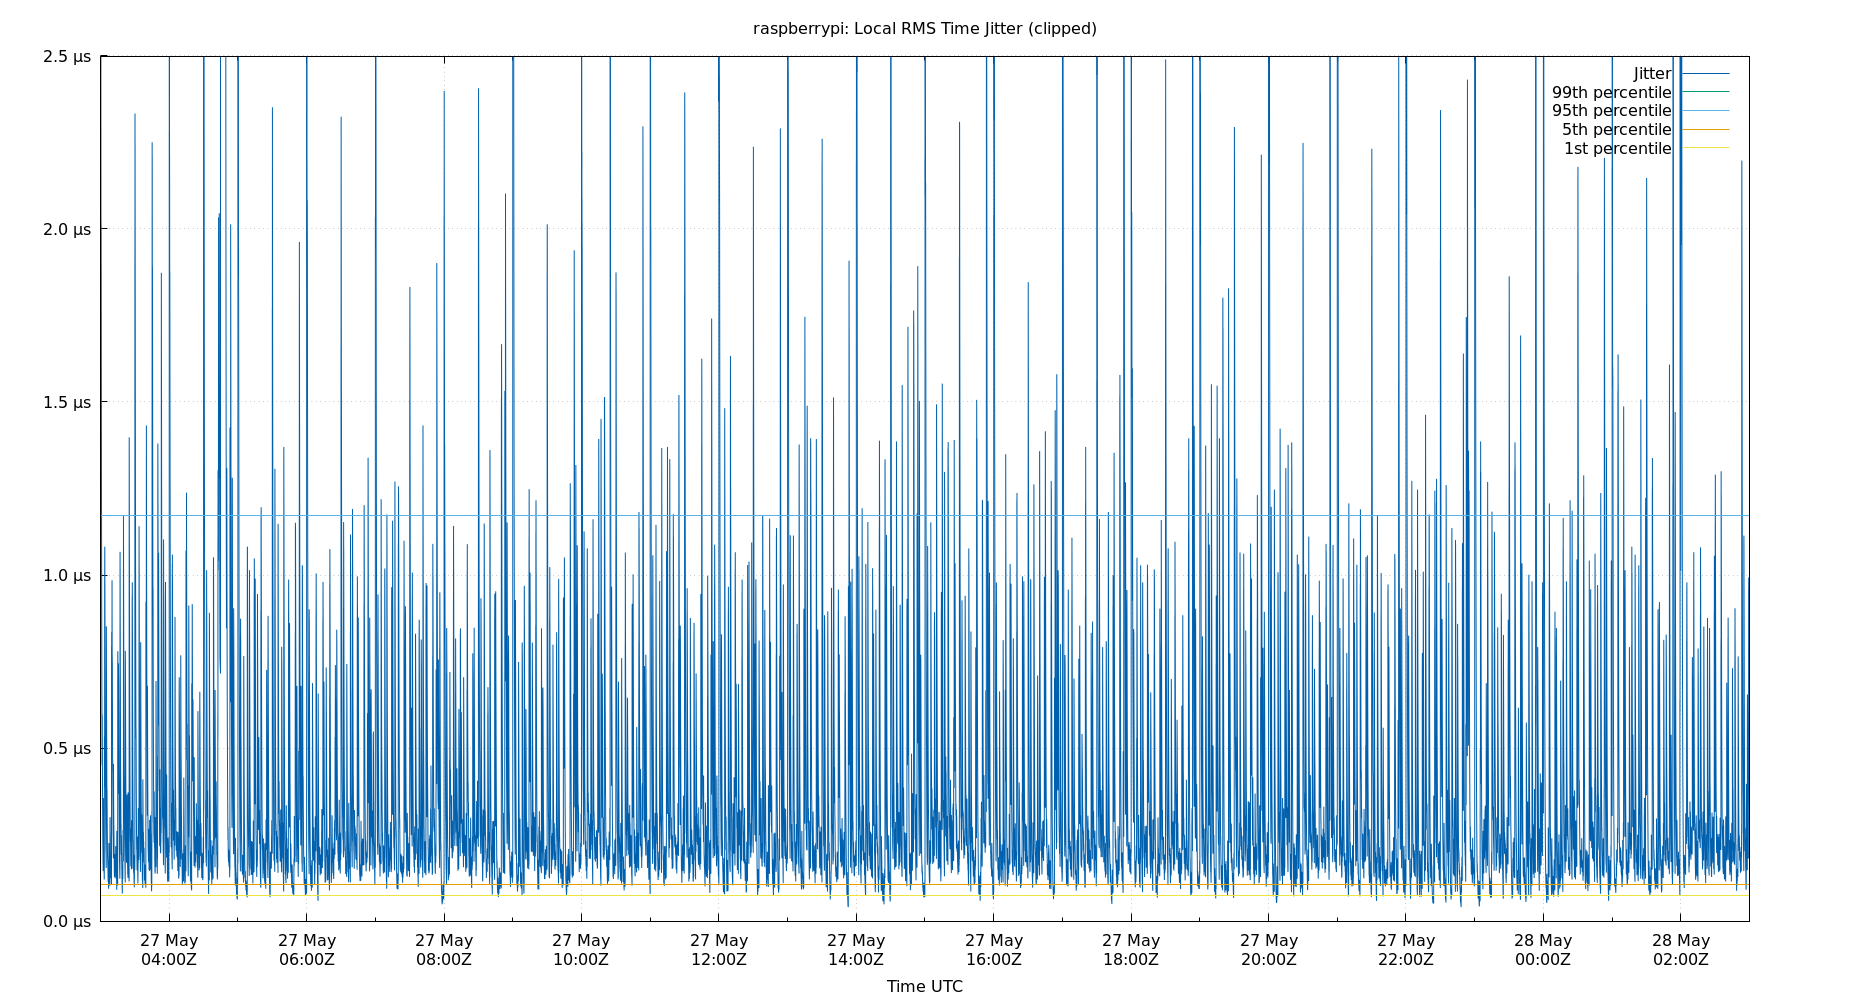 raspberrypi: Local RMS Time Jitter (clipped)
2.5 μs
2.0 μs
1.5 μs
1.0 μs
0.5 μs
0.0 μs
Jitter
99th percentile
95th percentile
5th percentile
1st percentile
27 May 27 May 27 May 27 May 27 May 27 May 27 May 27 May 27 May 27 May 28 May 28 May
04:00Z 06:00Z 08:00Z 10:00Z 12:00Z 14:00Z 16:00Z 18:00Z 20:00Z 22:00Z 00:00Z 02:00Z
Time UTC